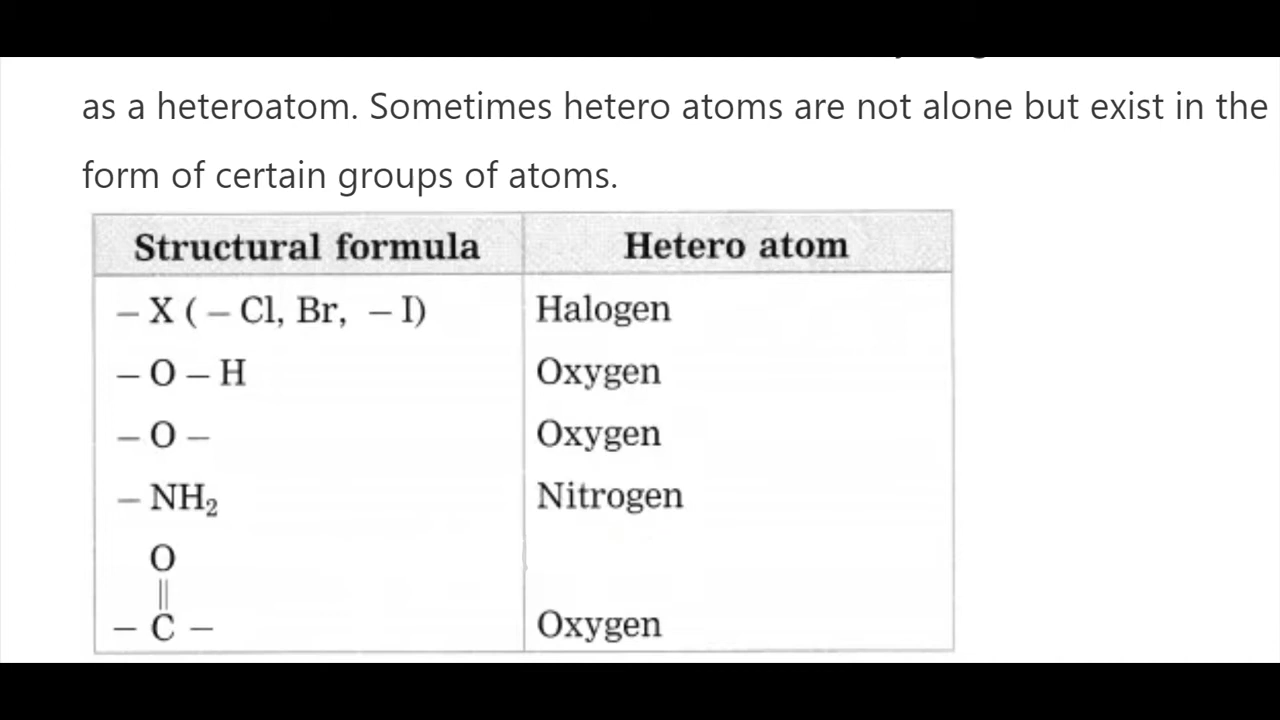 as a heteroatom. Sometimes hetero atoms are not alone but exist in the
form of certain groups of atoms.
Structural formula Hetero atom
– X ( – Cl, Br, – I) Halogen
– O – H Oxygen
– O – Oxygen
– NH₂ Nitrogen
O
||
– C – Oxygen